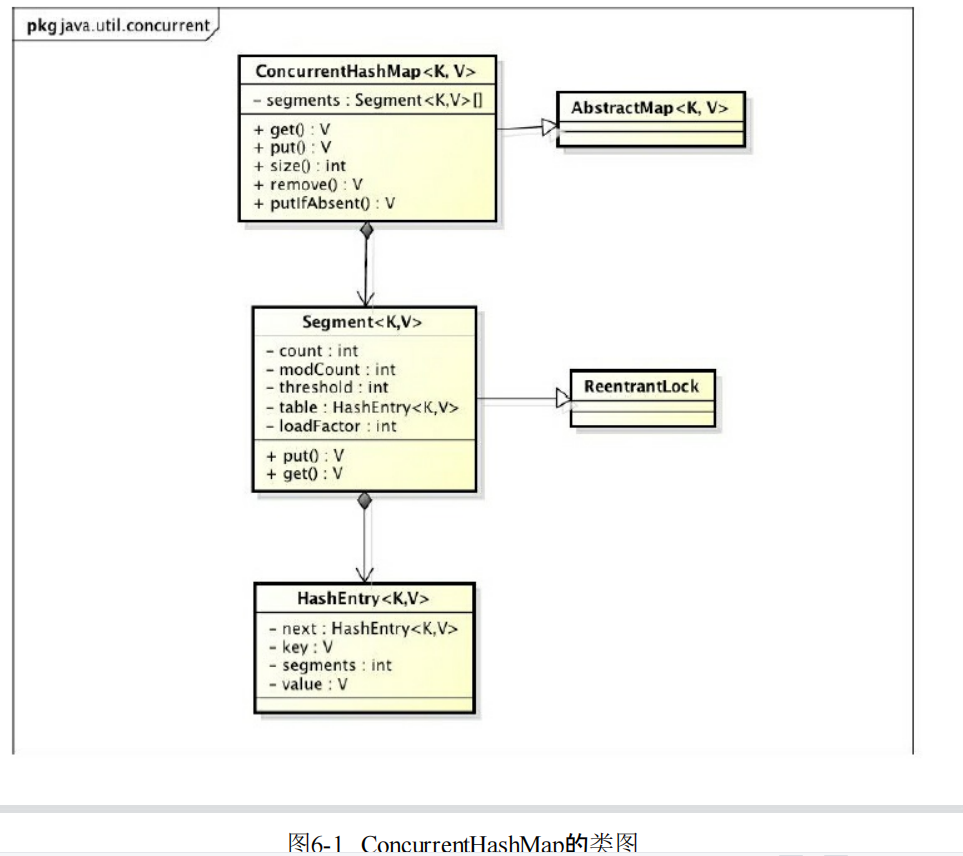 pkg java.util.concurrent
ConcurrentHashMap<K, V>
- segments : Segment<K,V>[]
+ get() : V
+ put() : V
+ size() : int
+ remove() : V
+ putIfAbsent() : V
AbstractMap<K, V>
Segment<K,V>
- count : int
- modCount : int
- threshold : int
- table : HashEntry<K,V>
- loadFactor : int
+ put() : V
+ get() : V
ReentrantLock
HashEntry<K,V>
- next : HashEntry<K,V>
- key : V
- segments : int
- value : V
图6-1 ConcurrentHashMap的类图